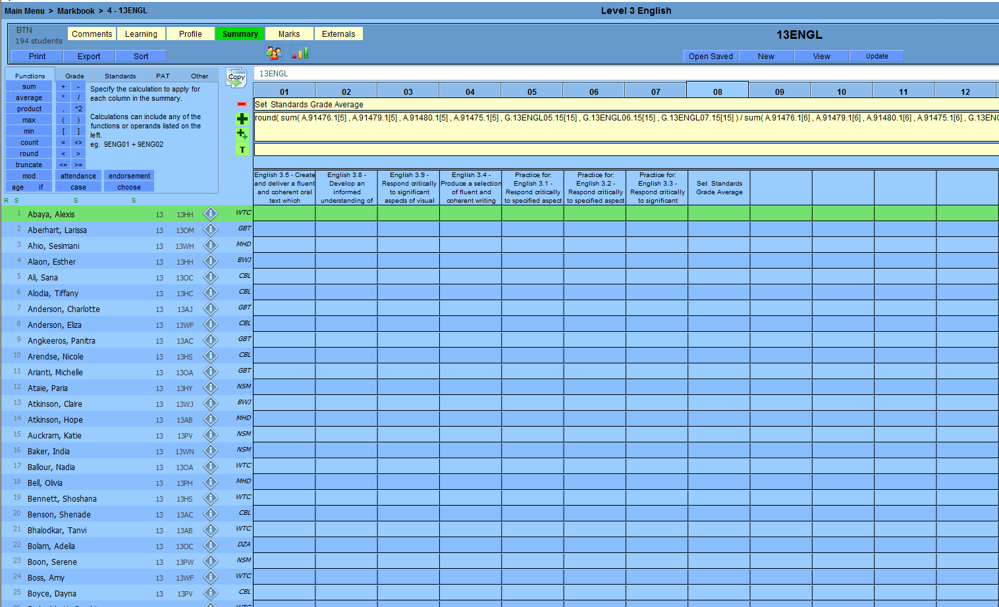 Main Menu > Markbook > 4 - 13ENGL
Level 3 English
BTN
194 students
Comments Learning Profile Summary Marks Externals
13ENGL
Print Export Sort
Open Saved New View Update
Functions Grade Standards PAT Other
Copy
13ENGL
sum + -
average * /
product , ^2
max ( )
min [ ]
count = <>
round < >
truncate <= >=
mod attendance endorsement
age if case choose
Specify the calculation to apply for
each column in the summary.
Calculations can include any of the
functions or operands listed on the
left.
eg. 9ENG01 + 9ENG02
T
01 02 03 04 05 06 07 08 09 10 11 12
Set Standards Grade Average
round( sum( A.91476.1[5] , A.91479.1[5] , A.91480.1[5] , A.91475.1[5] , G.13ENGL05.15[15] , G.13ENGL06.15[15] , G.13ENGL07.15[15] ) / sum( A.91476.1[6] , A.91479.1[6] , A.91480.1[6] , A.91475.1[6] , G.13ENG
English 3.5 - Create
and deliver a fluent
and coherent oral
text which
English 3.8 -
Develop an
informed
understanding of
English 3.9 -
Respond critically
to significant
aspects of visual
English 3.4 -
Produce a selection
of fluent and
coherent writing
Practice for:
English 3.1 -
Respond critically
to specified aspect
Practice for:
English 3.2 -
Respond critically
to specified aspect
Practice for:
English 3.3 -
Respond critically
to significant
Set Standards
Grade Average
R S S S
1 Abaya, Alexis 13 13HH WTC
2 Aberhart, Larissa 13 13OM GBT
3 Ahio, Sesimani 13 13WH MHD
4 Alaon, Esther 13 13HH BWJ
5 Ali, Sana 13 13OC CBL
6 Alodia, Tiffany 13 13HC CBL
7 Anderson, Charlotte 13 13AJ GBT
8 Anderson, Eliza 13 13WF CBL
9 Angkeeros, Panitra 13 13AC GBT
10 Arendse, Nicole 13 13HS CBL
11 Arianti, Michelle 13 13OA GBT
12 Ataie, Paria 13 13HY NSM
13 Atkinson, Claire 13 13WJ BWJ
14 Atkinson, Hope 13 13AB MHD
15 Auckram, Katie 13 13PV NSM
16 Baker, India 13 13WN NSM
17 Ballour, Nadia 13 13OA WTC
18 Bell, Olivia 13 13PH MHD
19 Bennett, Shoshana 13 13HS WTC
20 Benson, Shenade 13 13AC CBL
21 Bhalodkar, Tanvi 13 13AB WTC
22 Bolam, Adelia 13 13OC DZA
23 Boon, Serene 13 13PW NSM
24 Boss, Amy 13 13WF WTC
25 Boyce, Dayna 13 13PV CBL